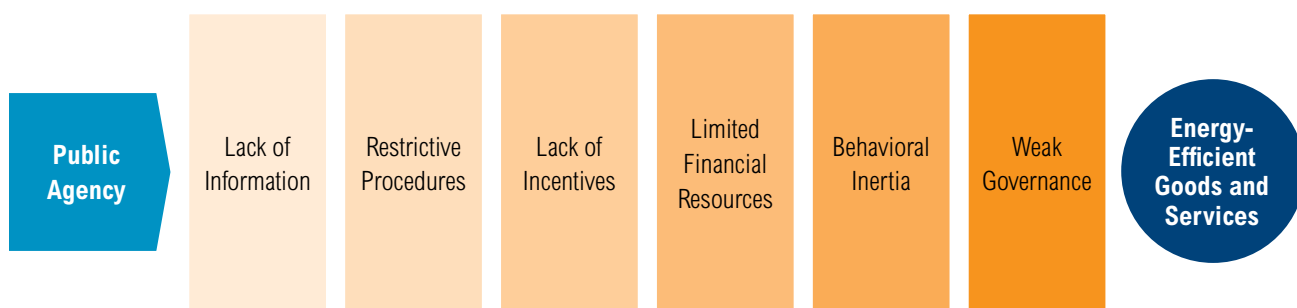 Public
Agency
Lack of
Information
Restrictive
Procedures
Lack of
Incentives
Limited
Financial
Resources
Behavioral
Inertia
Weak
Governance
Energy-
Efficient
Goods and
Services